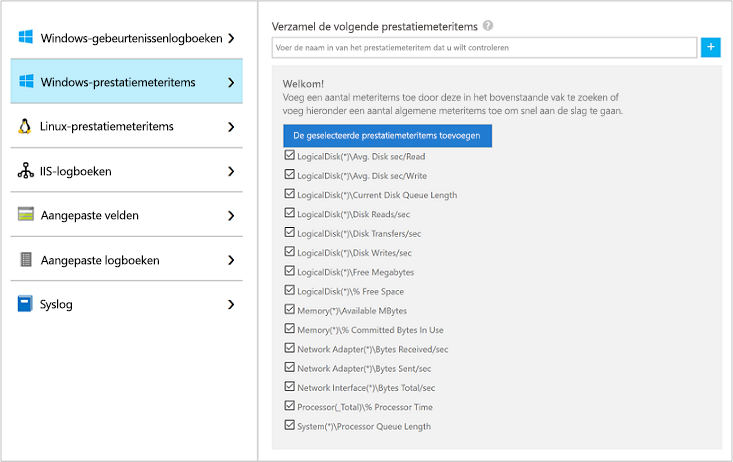 Windows-gebeurtenissenlogboeken
Windows-prestatiemeteritems
Linux-prestatiemeteritems
IIS-logboeken
Aangepaste velden
Aangepaste logboeken
Syslog
Verzamel de volgende prestatiemeteritems ?
Voer de naam in van het prestatiemeteritem dat u wilt controleren
+
Welkom!
Voeg een aantal meteritems toe door deze in het bovenstaande vak te zoeken of
voeg hieronder een aantal algemene meteritems toe om snel aan de slag te gaan.
De geselecteerde prestatiemeteritems toevoegen
LogicalDisk(*)\Avg. Disk sec/Read
LogicalDisk(*)\Avg. Disk sec/Write
LogicalDisk(*)\Current Disk Queue Length
LogicalDisk(*)\Disk Reads/sec
LogicalDisk(*)\Disk Transfers/sec
LogicalDisk(*)\Disk Writes/sec
LogicalDisk(*)\Free Megabytes
LogicalDisk(*)\% Free Space
Memory(*)\Available MBytes
Memory(*)\% Committed Bytes In Use
Network Adapter(*)\Bytes Received/sec
Network Adapter(*)\Bytes Sent/sec
Network Interface(*)\Bytes Total/sec
Processor(_Total)\% Processor Time
System(*)\Processor Queue Length